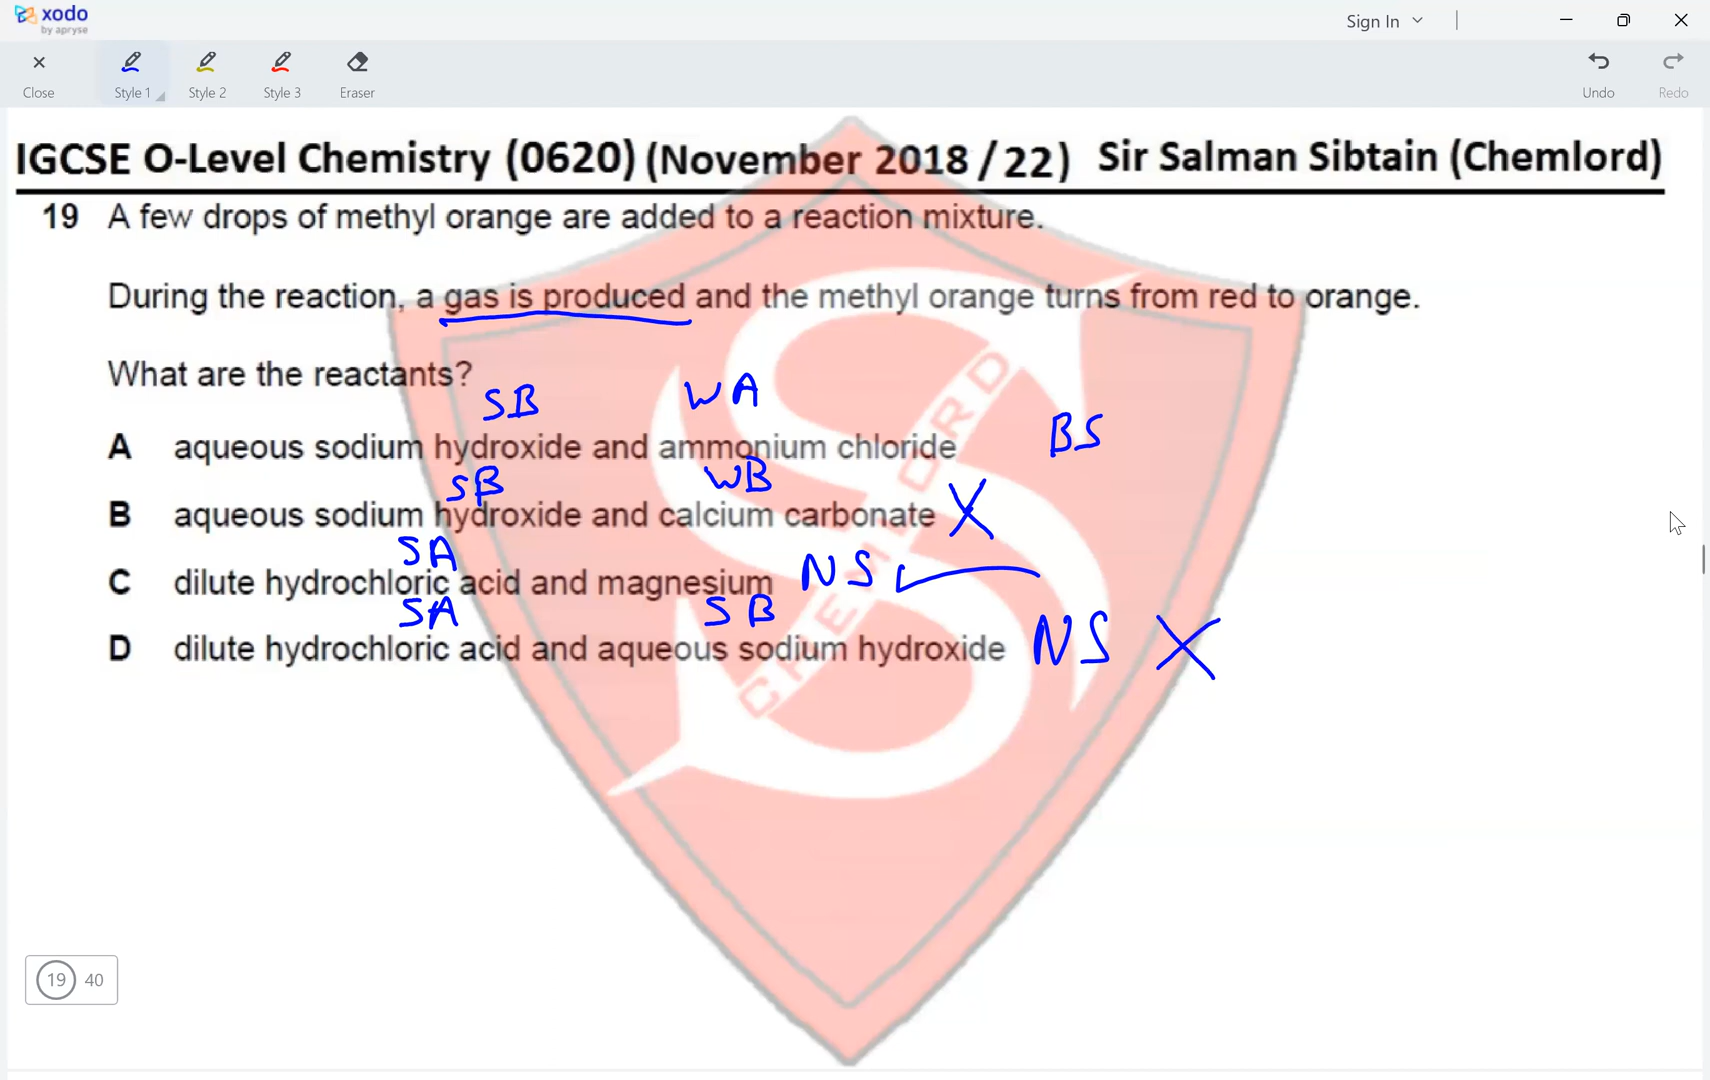 xodo
by apryse
Sign In
Close
Style 1
Style 2
Style 3
Eraser
Undo
Redo
IGCSE O-Level Chemistry (0620) (November 2018 / 22) Sir Salman Sibtain (Chemlord)
19 A few drops of methyl orange are added to a reaction mixture.
During the reaction, a gas is produced and the methyl orange turns from red to orange.
What are the reactants?
SB WA
A aqueous sodium hydroxide and ammonium chloride BS
SB WB
B aqueous sodium hydroxide and calcium carbonate X
SA
C dilute hydrochloric acid and magnesium NS
SA SB
D dilute hydrochloric acid and aqueous sodium hydroxide NS X
CHEMLORD
19 40